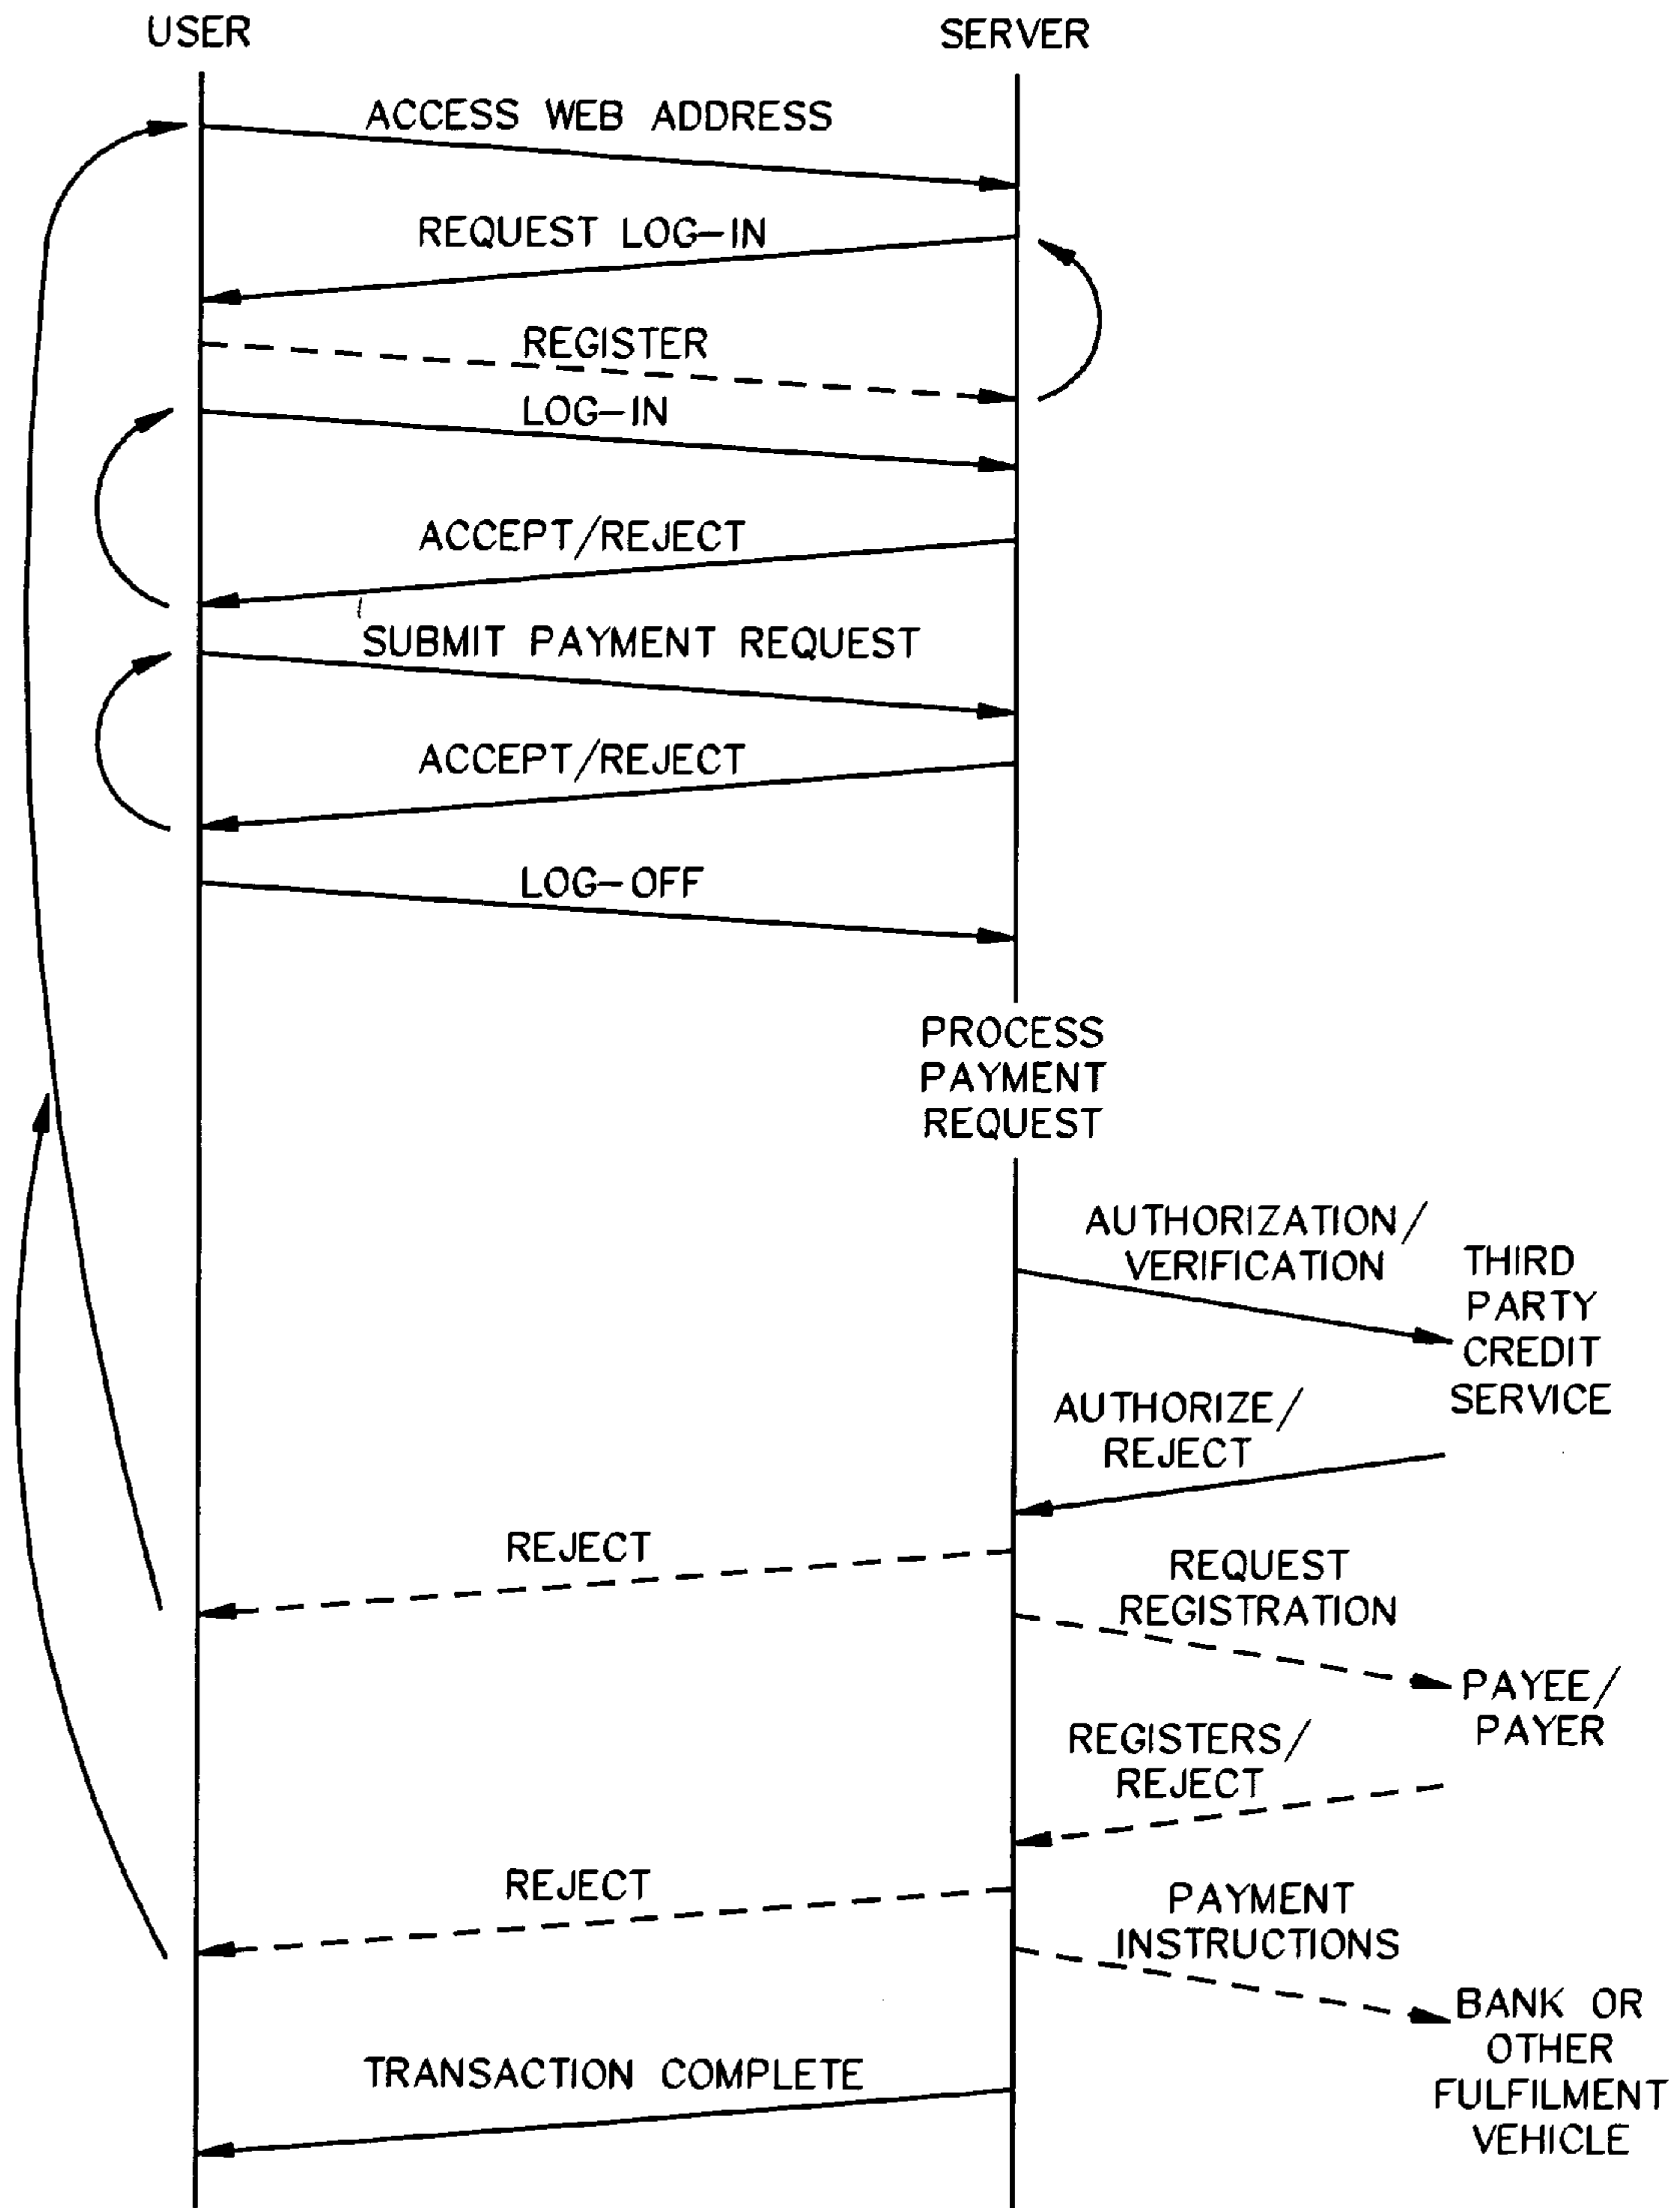 USER
SERVER
ACCESS WEB ADDRESS
REQUEST LOG-IN
REGISTER
LOG-IN
ACCEPT/REJECT
SUBMIT PAYMENT REQUEST
ACCEPT/REJECT
LOG-OFF
PROCESS
PAYMENT
REQUEST
AUTHORIZATION/
VERIFICATION
THIRD
PARTY
CREDIT
SERVICE
AUTHORIZE/
REJECT
REJECT
REQUEST
REGISTRATION
PAYEE/
PAYER
REGISTERS/
REJECT
REJECT
PAYMENT
INSTRUCTIONS
BANK OR
OTHER
FULFILMENT
VEHICLE
TRANSACTION COMPLETE